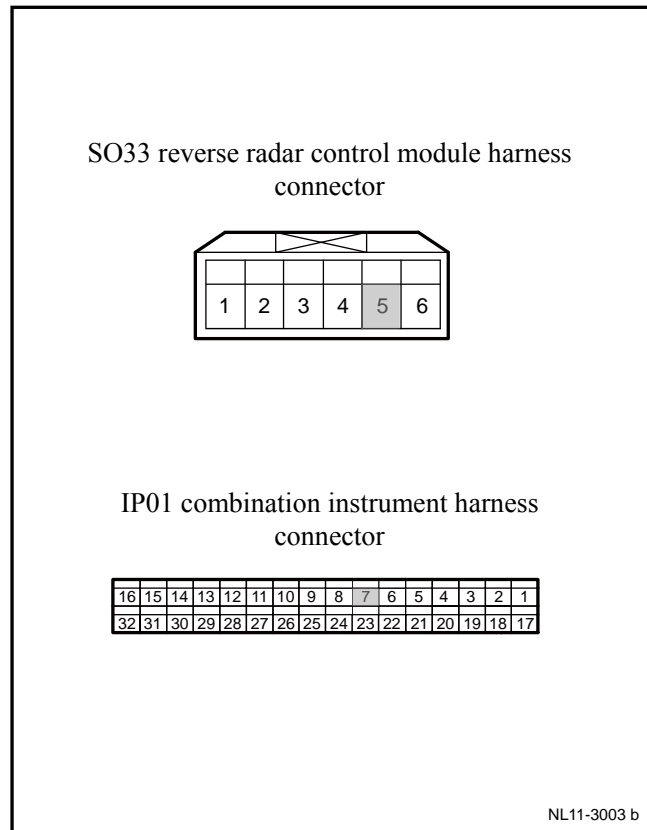 SO33 reverse radar control module harness
connector
1 2 3 4 5 6
IP01 combination instrument harness
connector
16 15 14 13 12 11 10 9 8 7 6 5 4 3 2 1
32 31 30 29 28 27 26 25 24 23 22 21 20 19 18 17
NL11-3003 b